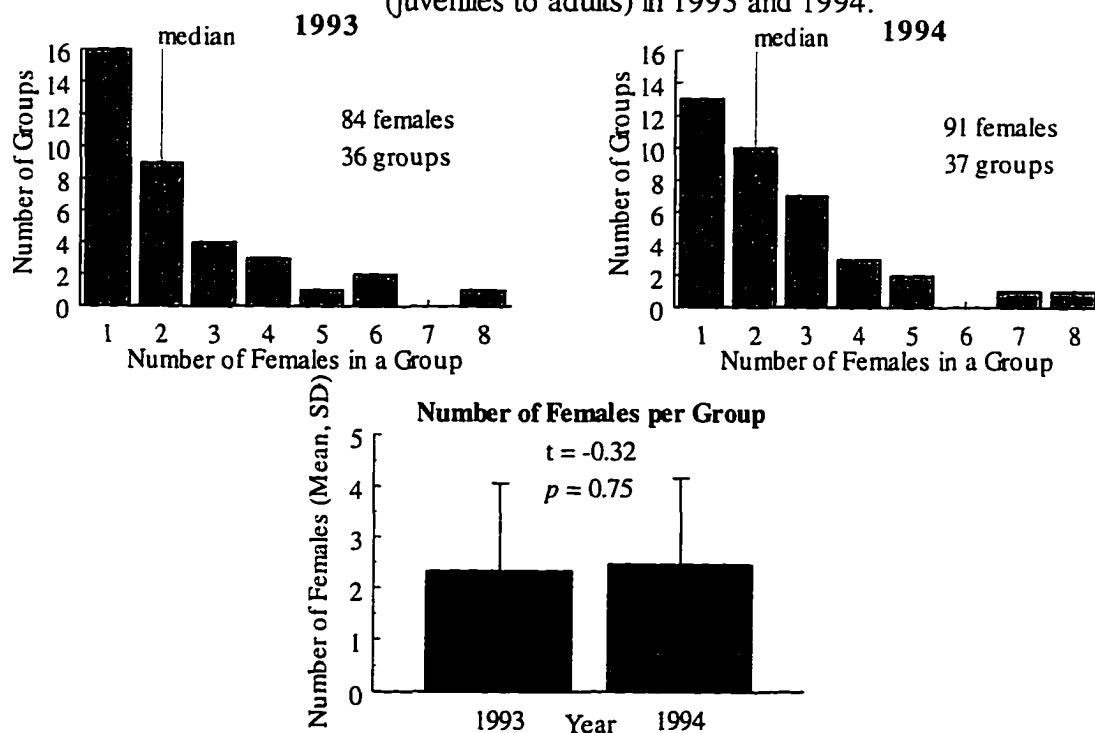 (juveniles to adults) in 1993 and 1994.
1993
median
Number of Groups
16
14
12
10
8
6
4
2
0
84 females
36 groups
1 2 3 4 5 6 7 8
Number of Females in a Group
1994
median
Number of Groups
16
14
12
10
8
6
4
2
0
91 females
37 groups
1 2 3 4 5 6 7 8
Number of Females in a Group
Number of Females per Group
t = -0.32
p = 0.75
Number of Females (Mean, SD)
5
4
3
2
1
0
1993 Year 1994